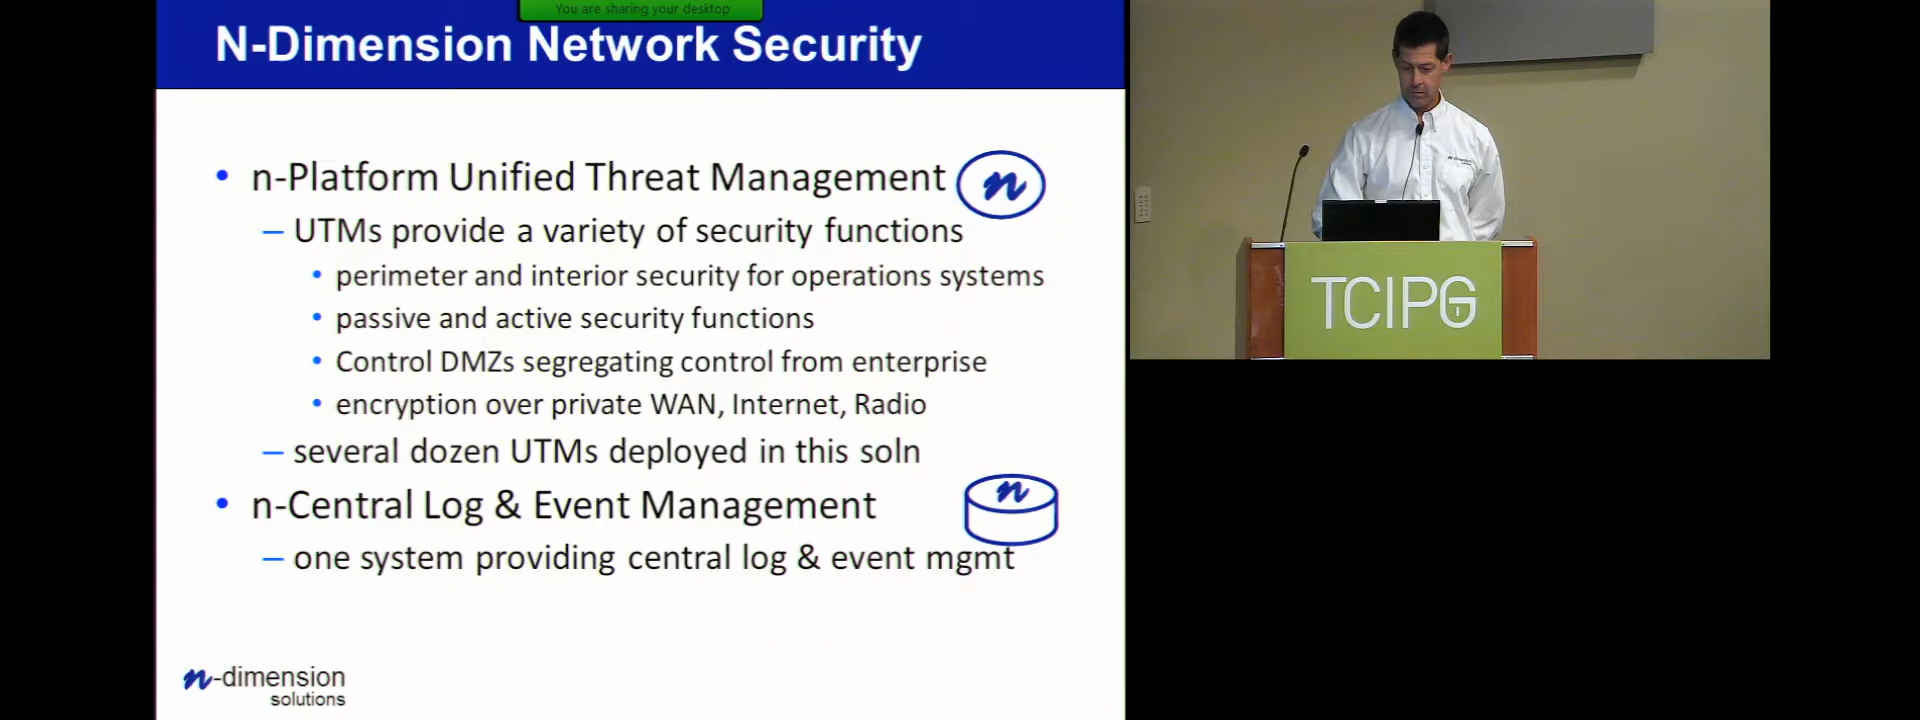 You are sharing your desktop
N-Dimension Network Security
• n-Platform Unified Threat Management
n
– UTMs provide a variety of security functions
• perimeter and interior security for operations systems
• passive and active security functions
• Control DMZs segregating control from enterprise
• encryption over private WAN, Internet, Radio
– several dozen UTMs deployed in this soln
• n-Central Log & Event Management
n
– one system providing central log & event mgmt
n-dimension
solutions
TCIPG